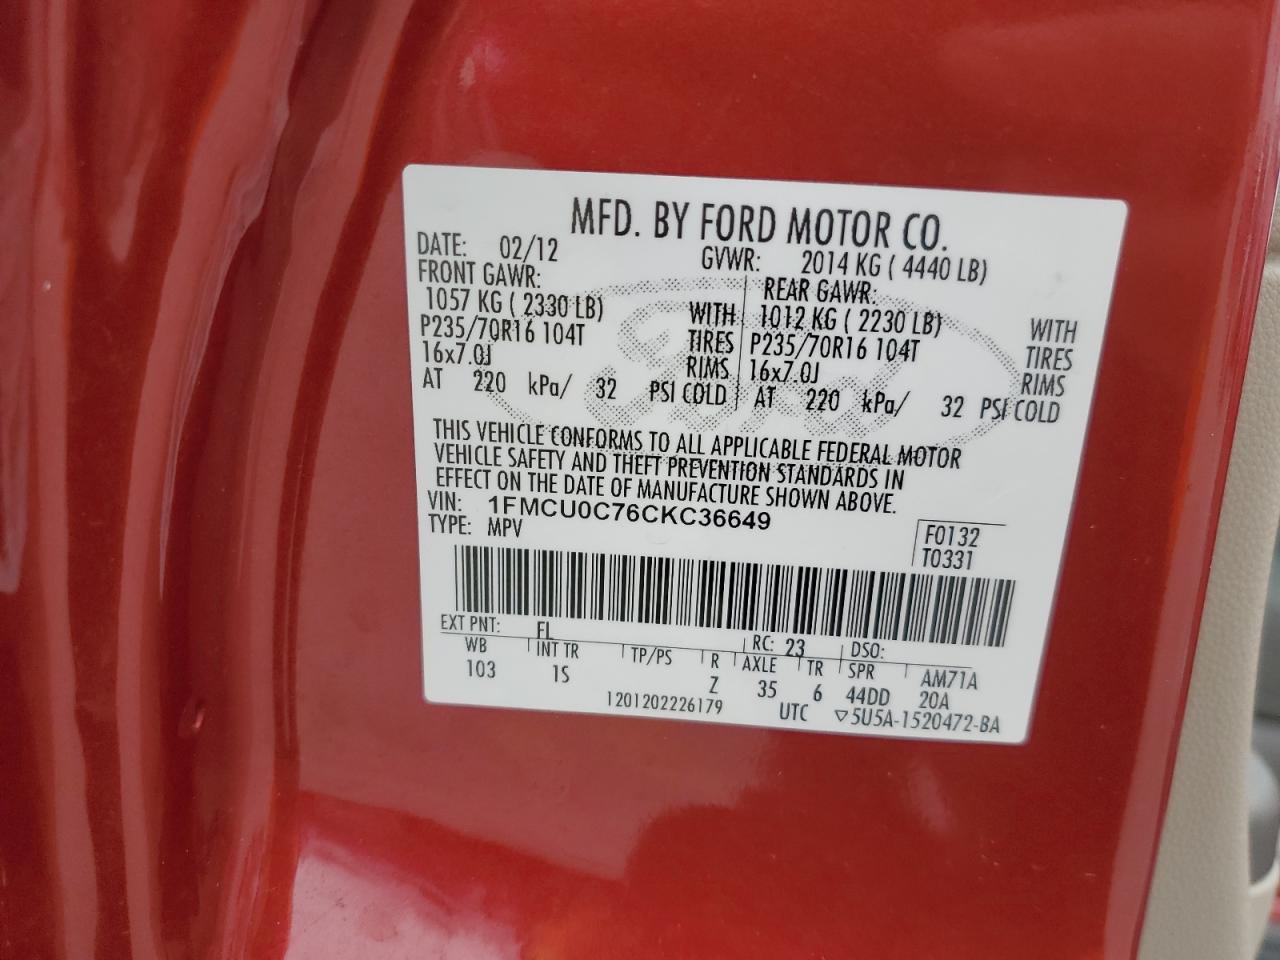 MFD. BY FORD MOTOR CO.
DATE: 02/12 GVWR: 2014 KG ( 4440 LB)
FRONT GAWR: REAR GAWR:
1057 KG ( 2330 LB) WITH 1012 KG ( 2230 LB) WITH
P235/70R16 104T TIRES P235/70R16 104T TIRES
16x7.0J RIMS 16x7.0J RIMS
AT 220 kPa/ 32 PSI COLD AT 220 kPa/ 32 PSI COLD
THIS VEHICLE CONFORMS TO ALL APPLICABLE FEDERAL MOTOR
VEHICLE SAFETY AND THEFT PREVENTION STANDARDS IN
EFFECT ON THE DATE OF MANUFACTURE SHOWN ABOVE.
VIN: 1FMCU0C76CKC36649
TYPE: MPV
F0132
T0331
EXT PNT: FL RC: 23 DSO:
WB INT TR TP/PS R AXLE TR SPR AM71A
103 1S Z 35 6 44DD 20A
1201202226179 UTC ▽5U5A-1520472-BA
Ford